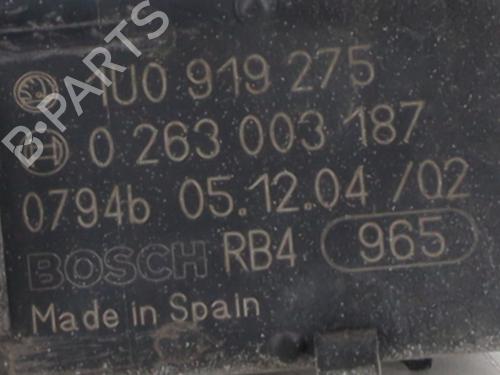 1U0 919 275
0 263 003 187
0794b 05.12.04 /02
BOSCH RB4 965
Made in Spain
B-PARTS